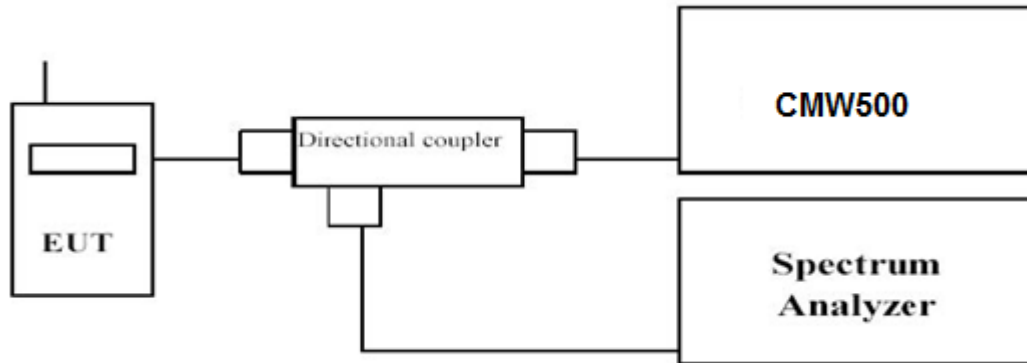 CMW500
Directional coupler
EUT
Spectrum
Analyzer